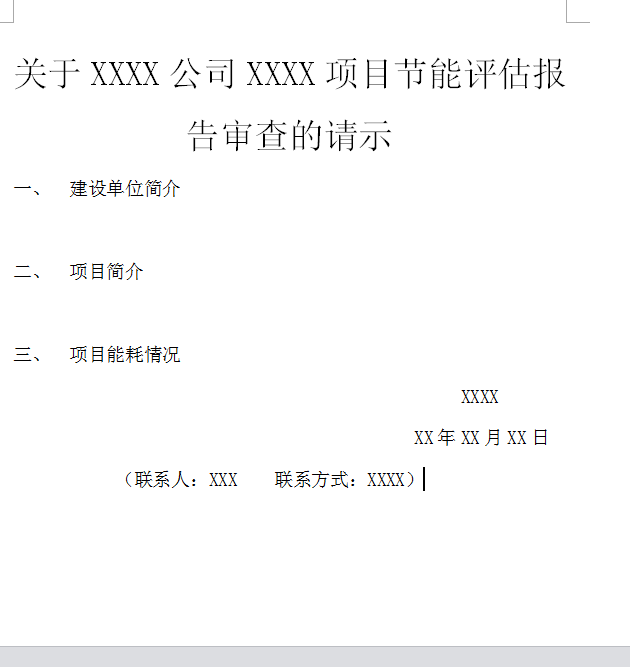 关于 XXXX 公司 XXXX 项目节能评估报
告审查的请示
一、 建设单位简介
二、 项目简介
三、 项目能耗情况
XXXX
XX 年 XX 月 XX 日
（联系人：XXX 联系方式：XXXX）